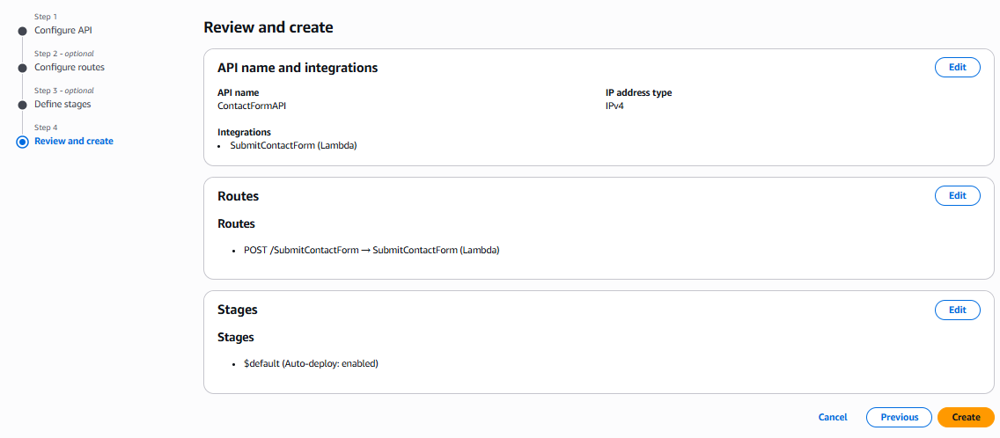 Step 1
Configure API
Step 2 - optional
Configure routes
Step 3 - optional
Define stages
Step 4
Review and create
Review and create
API name and integrations
Edit
API name
ContactFormAPI
IP address type
IPv4
Integrations
• SubmitContactForm (Lambda)
Routes
Edit
Routes
• POST /SubmitContactForm → SubmitContactForm (Lambda)
Stages
Edit
Stages
• $default (Auto-deploy: enabled)
Cancel
Previous
Create